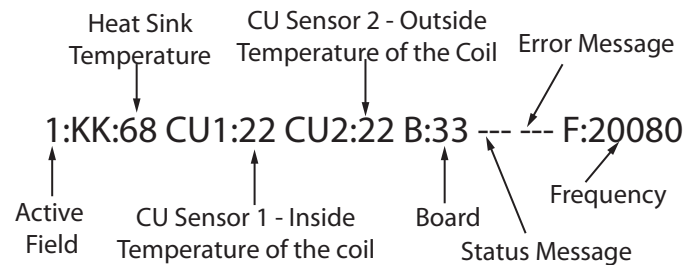 Heat Sink
Temperature
CU Sensor 2 - Outside
Temperature of the Coil
Error Message
1:KK:68 CU1:22 CU2:22 B:33 --- --- F:20080
Active
Field
CU Sensor 1 - Inside
Temperature of the coil
Board
Status Message
Frequency